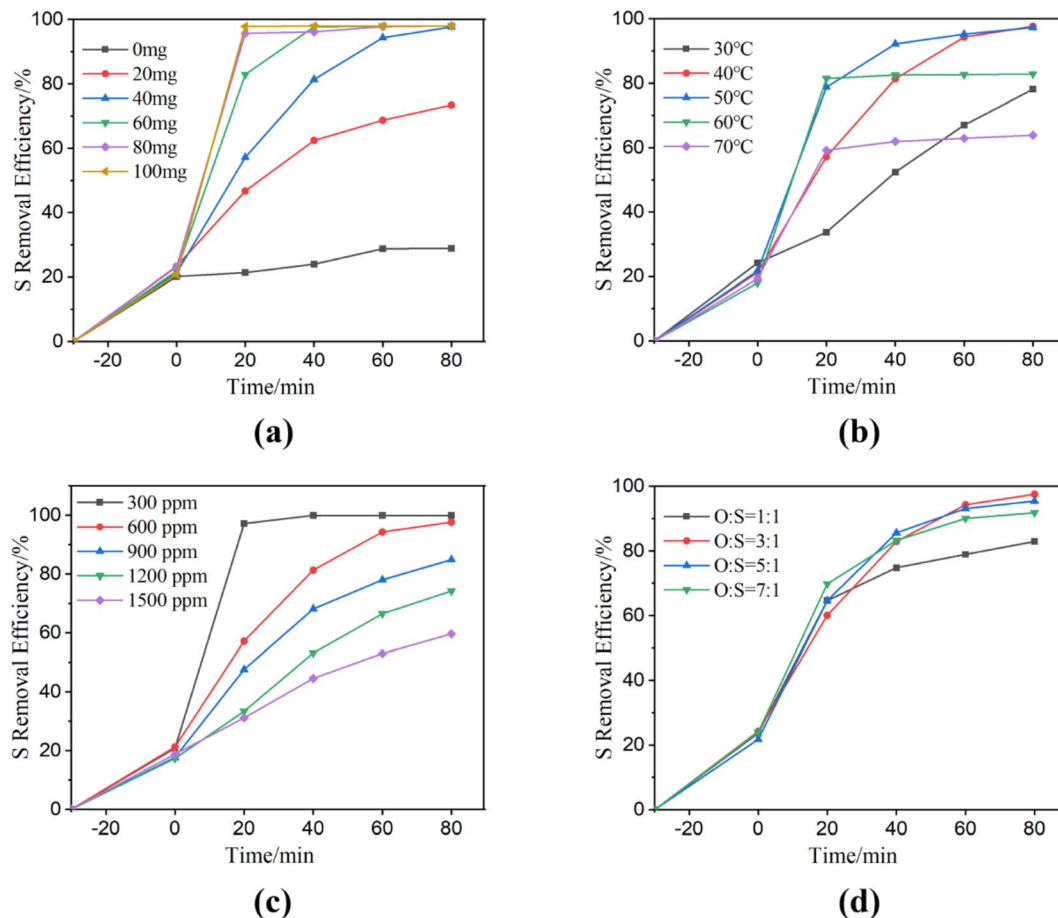 100
80
60
40
20
0
S Removal Efficiency/%
0mg
20mg
40mg
60mg
80mg
100mg
-20 0 20 40 60 80
Time/min
(a)
100
80
60
40
20
0
S Removal Efficiency/%
30°C
40°C
50°C
60°C
70°C
-20 0 20 40 60 80
Time/min
(b)
100
80
60
40
20
0
S Removal Efficiency/%
300 ppm
600 ppm
900 ppm
1200 ppm
1500 ppm
-20 0 20 40 60 80
Time/min
(c)
100
80
60
40
20
0
S Removal Efficiency/%
O:S=1:1
O:S=3:1
O:S=5:1
O:S=7:1
-20 0 20 40 60 80
Time/min
(d)